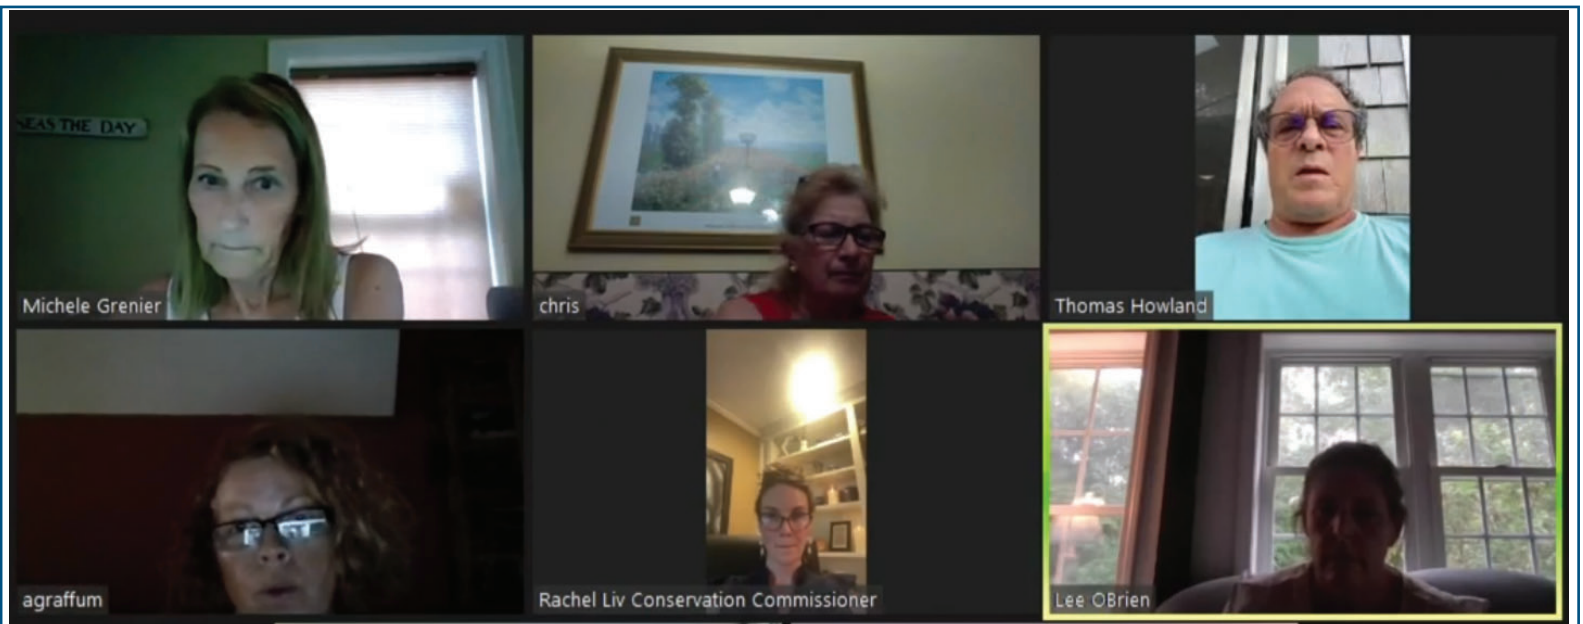 SEAS THE DAY
Michele Grenier
chris
Thomas Howland
agraffum
Rachel Liv Conservation Commissioner
Lee OBrien